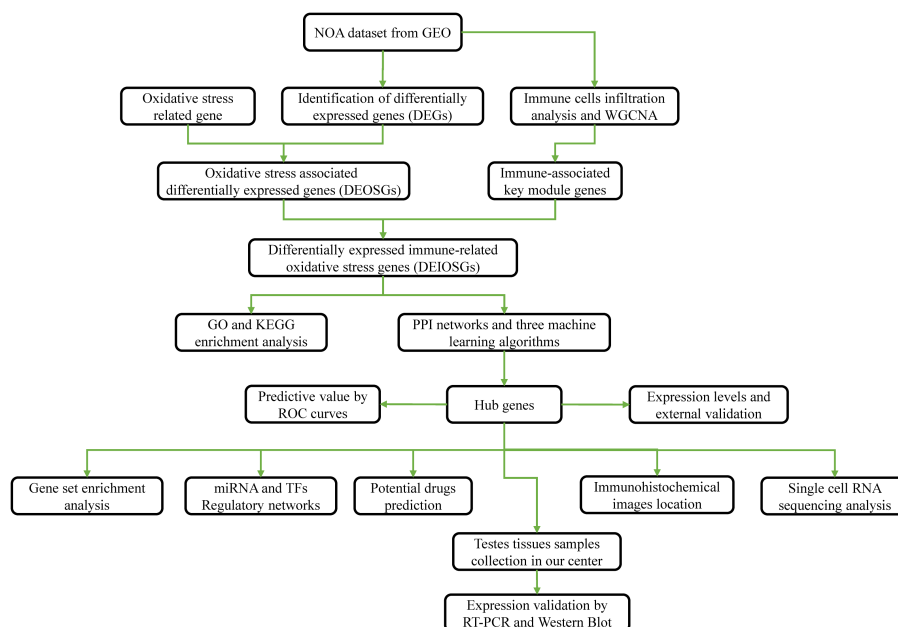 NOA dataset from GEO
Oxidative stress
related gene
Identification of differentially
expressed genes (DEGs)
Immune cells infiltration
analysis and WGCNA
Oxidative stress associated
differentially expressed genes (DEOSGs)
Immune-associated
key module genes
Differentially expressed immune-related
oxidative stress genes (DEIOSGs)
GO and KEGG
enrichment analysis
PPI networks and three machine
learning algorithms
Predictive value by
ROC curves
Hub genes
Expression levels and
external validation
Gene set enrichment
analysis
miRNA and TFs
Regulatory networks
Potential drugs
prediction
Immunohistochemical
images location
Single cell RNA
sequencing analysis
Testes tissues samples
collection in our center
Expression validation by
RT-PCR and Western Blot